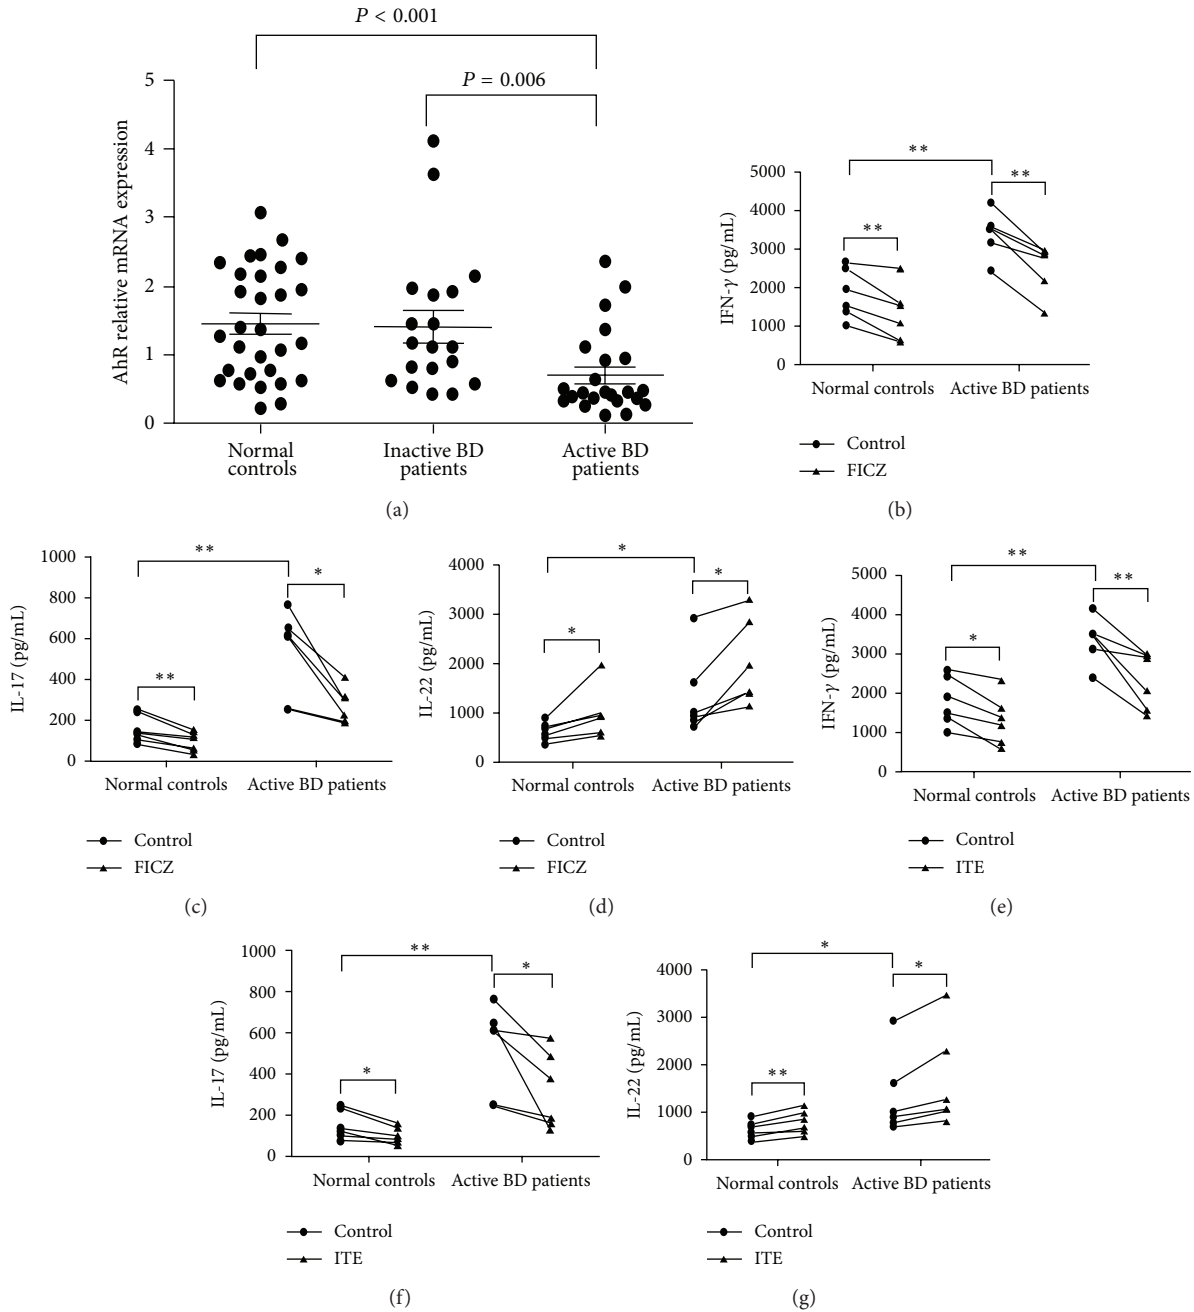 P < 0.001
P = 0.006
AhR relative mRNA expression
5
4
3
2
1
0
Normal controls
Inactive BD patients
Active BD patients
(a)
IFN-γ (pg/mL)
5000
4000
3000
2000
1000
0
**
**
**
Normal controls
Active BD patients
Control
FICZ
(b)
IL-17 (pg/mL)
1000
800
600
400
200
0
**
**
*
Normal controls
Active BD patients
Control
FICZ
(c)
IL-22 (pg/mL)
4000
3000
2000
1000
0
*
*
*
Normal controls
Active BD patients
Control
FICZ
(d)
IFN-γ (pg/mL)
5000
4000
3000
2000
1000
0
**
*
**
Normal controls
Active BD patients
Control
ITE
(e)
IL-17 (pg/mL)
1000
800
600
400
200
0
**
*
*
Normal controls
Active BD patients
Control
ITE
(f)
IL-22 (pg/mL)
4000
3000
2000
1000
0
*
**
*
Normal controls
Active BD patients
Control
ITE
(g)